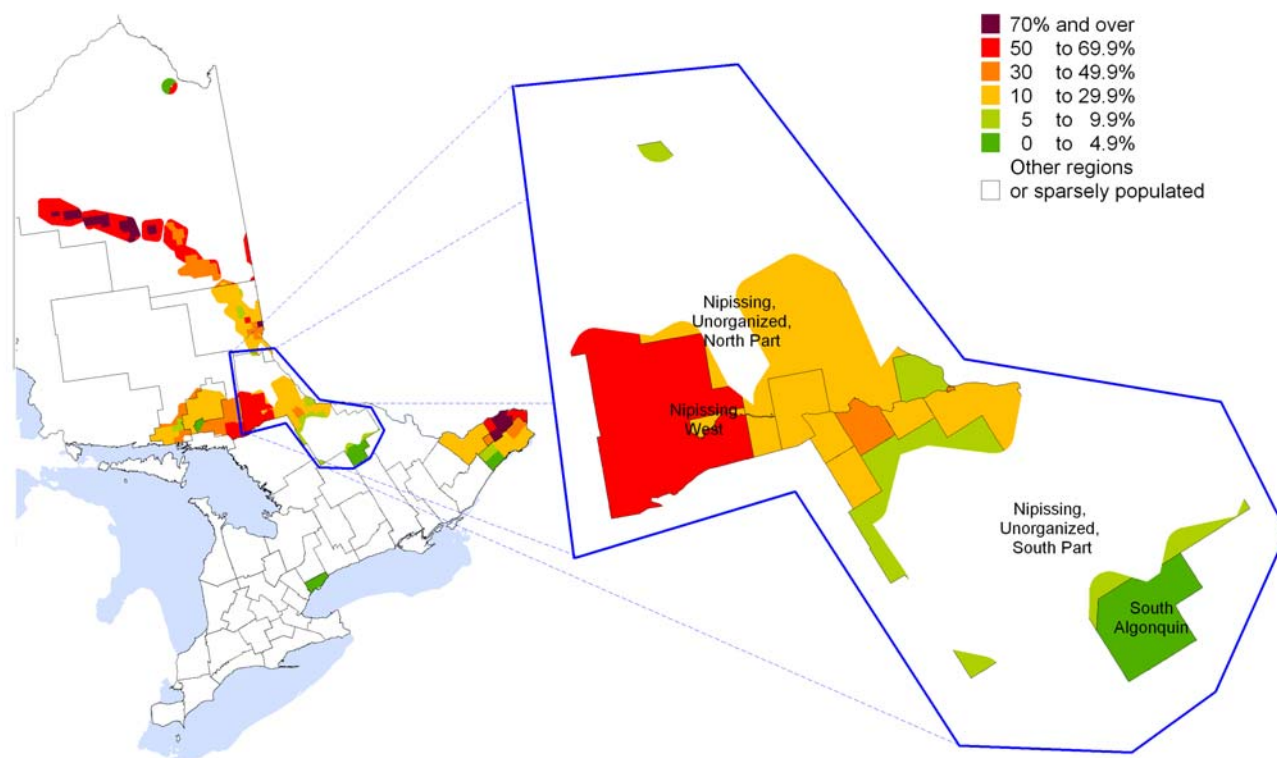 70% and over
50 to 69.9%
30 to 49.9%
10 to 29.9%
5 to 9.9%
0 to 4.9%
Other regions
or sparsely populated
Nipissing,
Unorganized,
North Part
Nipissing
West
Nipissing,
Unorganized,
South Part
South
Algonquin